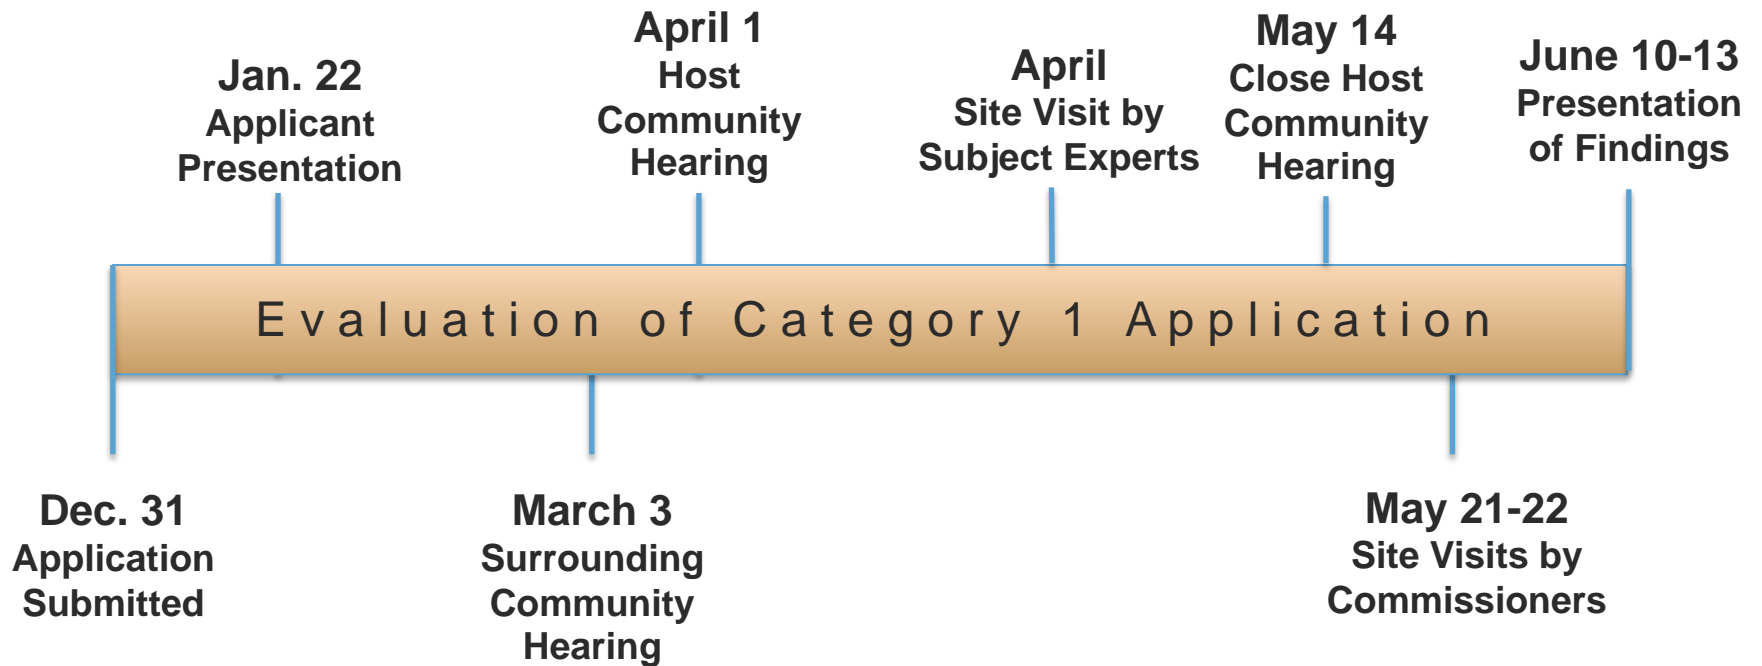 Jan. 22
Applicant
Presentation
April 1
Host
Community
Hearing
April
Site Visit by
Subject Experts
May 14
Close Host
Community
Hearing
June 10-13
Presentation
of Findings
Evaluation of Category 1 Application
Dec. 31
Application
Submitted
March 3
Surrounding
Community
Hearing
May 21-22
Site Visits by
Commissioners